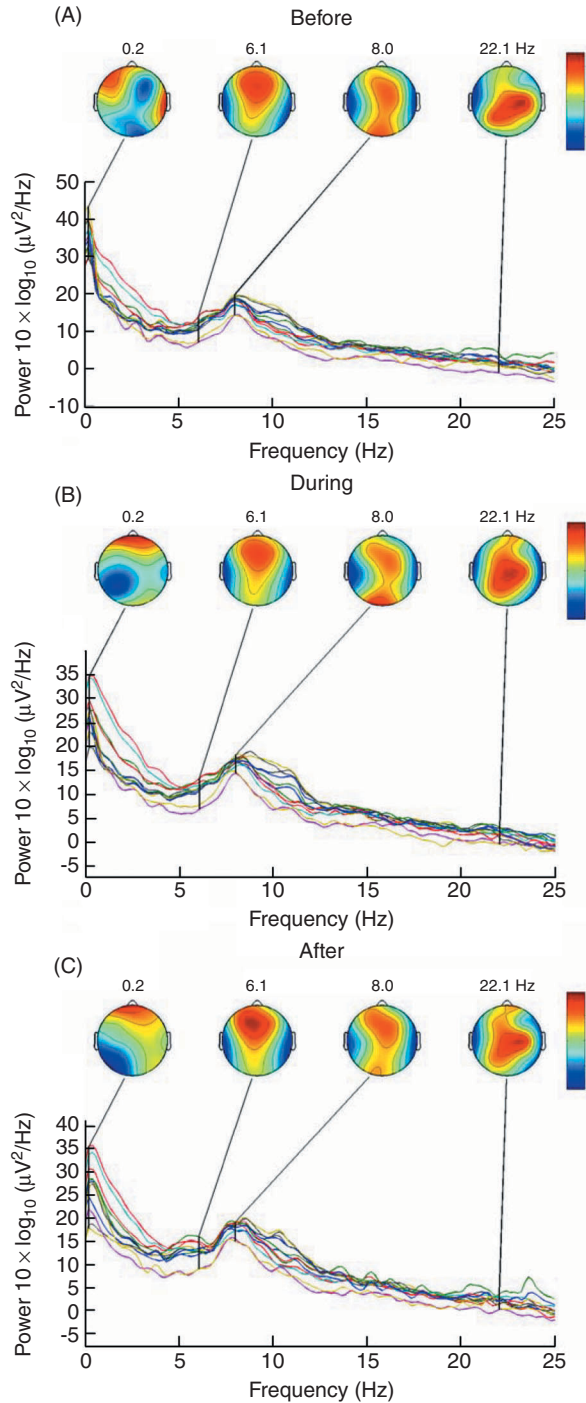 (A) Before
0.2 6.1 8.0 22.1 Hz
50
40
30
20
10
0
-10
Power 10 × log₁₀ (μV²/Hz)
0 5 10 15 20 25
Frequency (Hz)
(B) During
0.2 6.1 8.0 22.1 Hz
35
30
25
20
15
10
5
0
-5
Power 10 × log₁₀ (μV²/Hz)
0 5 10 15 20 25
Frequency (Hz)
(C) After
0.2 6.1 8.0 22.1 Hz
40
35
30
25
20
15
10
5
0
-5
Power 10 × log₁₀ (μV²/Hz)
0 5 10 15 20 25
Frequency (Hz)